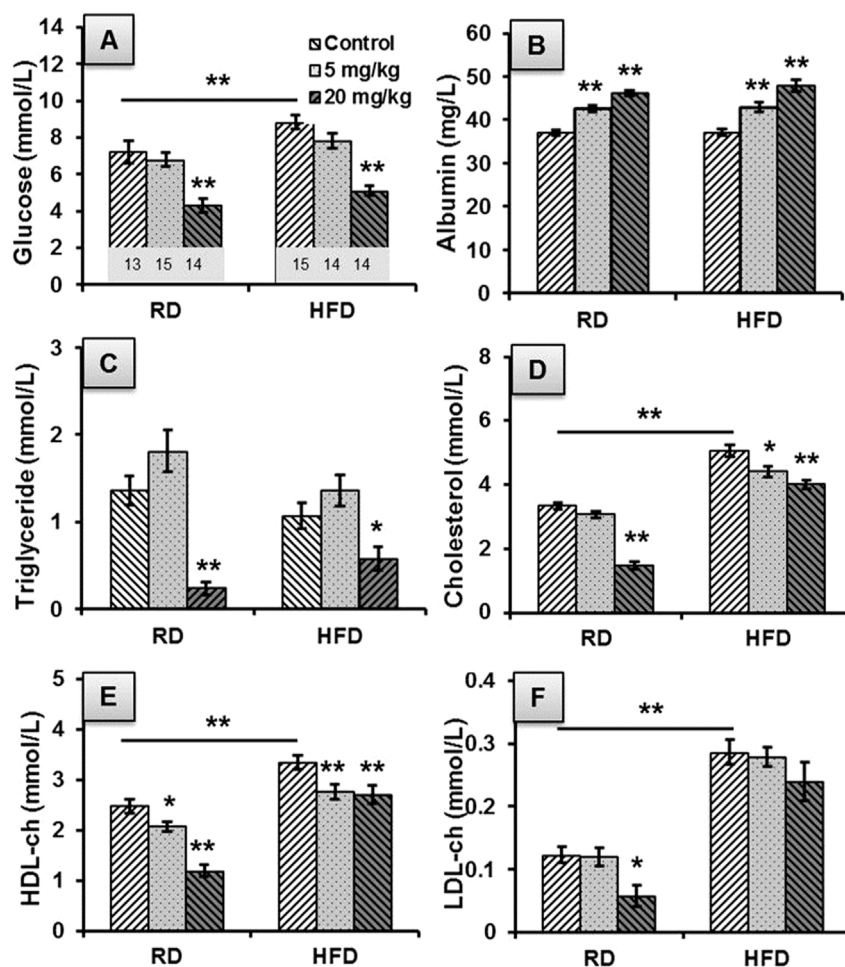 A
Glucose (mmol/L)
10
8
6
4
2
0
**
Control
5 mg/kg
20 mg/kg
**
**
13 15 14
15 14 14
RD HFD
B
Albumin (mg/L)
60
50
40
30
20
10
0
** **
** **
RD HFD
C
Triglyceride (mmol/L)
3
2
1
0
**
*
RD HFD
D
Cholesterol (mmol/L)
8
6
4
2
0
**
**
* **
RD HFD
E
HDL-ch (mmol/L)
5
4
3
2
1
0
**
*
**
** **
RD HFD
F
LDL-ch (mmol/L)
0.4
0.3
0.2
0.1
0
**
*
RD HFD